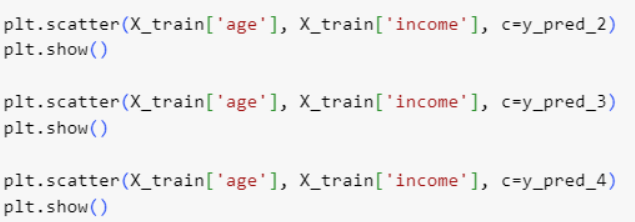 plt.scatter(X_train['age'], X_train['income'], c=y_pred_2)
plt.show()
plt.scatter(X_train['age'], X_train['income'], c=y_pred_3)
plt.show()
plt.scatter(X_train['age'], X_train['income'], c=y_pred_4)
plt.show()